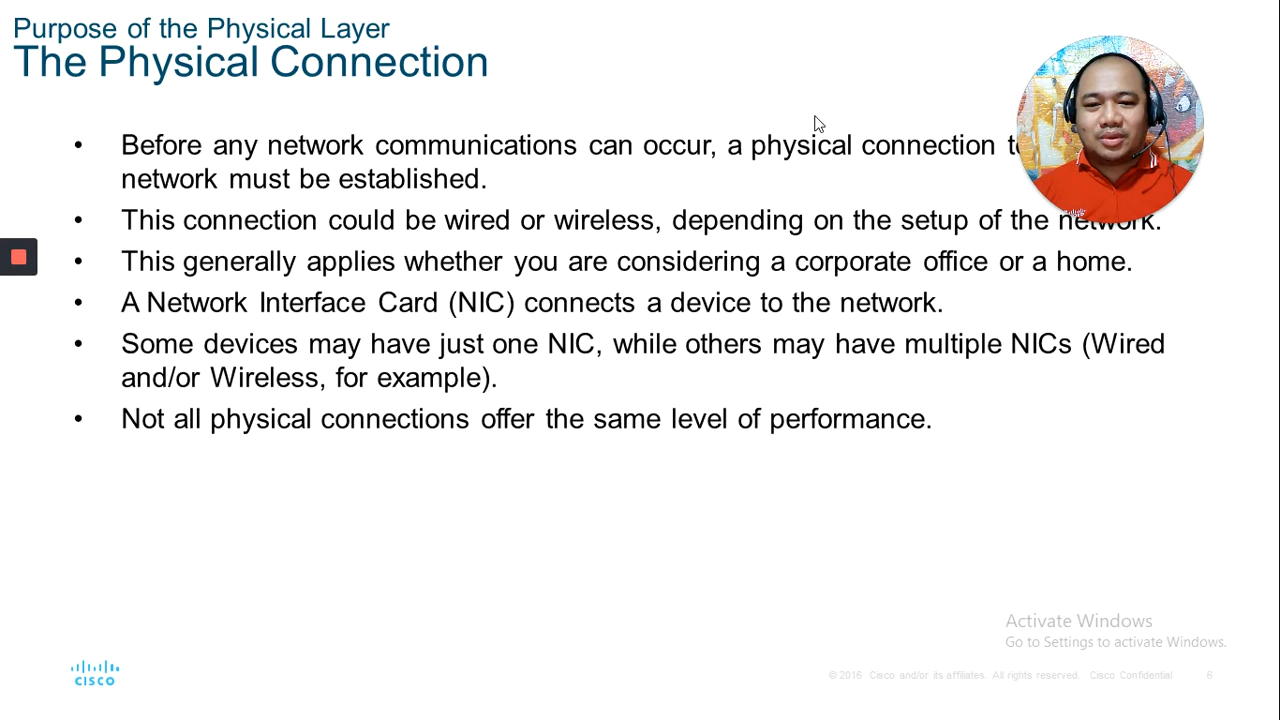 Purpose of the Physical Layer
The Physical Connection
• Before any network communications can occur, a physical connection
network must be established.
• This connection could be wired or wireless, depending on the setup of the network.
• This generally applies whether you are considering a corporate office or a home.
• A Network Interface Card (NIC) connects a device to the network.
• Some devices may have just one NIC, while others may have multiple NICs (Wired
and/or Wireless, for example).
• Not all physical connections offer the same level of performance.
Activate Windows
Go to Settings to activate Windows.
CISCO
© 2016 Cisco and/or its affiliates. All rights reserved. Cisco Confidential 6